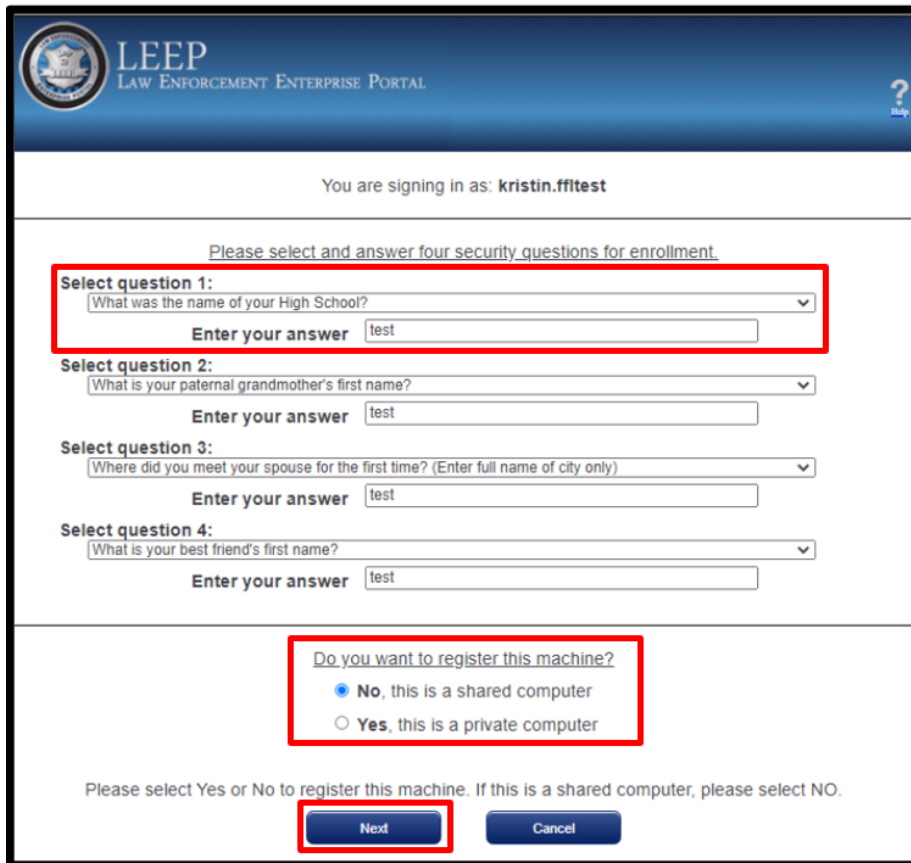 LEEP
LAW ENFORCEMENT ENTERPRISE PORTAL
?
Help
You are signing in as: kristin.ffltest
Please select and answer four security questions for enrollment.
Select question 1:
What was the name of your High School?
Enter your answer test
Select question 2:
What is your paternal grandmother's first name?
Enter your answer test
Select question 3:
Where did you meet your spouse for the first time? (Enter full name of city only)
Enter your answer test
Select question 4:
What is your best friend's first name?
Enter your answer test
Do you want to register this machine?
No, this is a shared computer
Yes, this is a private computer
Please select Yes or No to register this machine. If this is a shared computer, please select NO.
Next Cancel